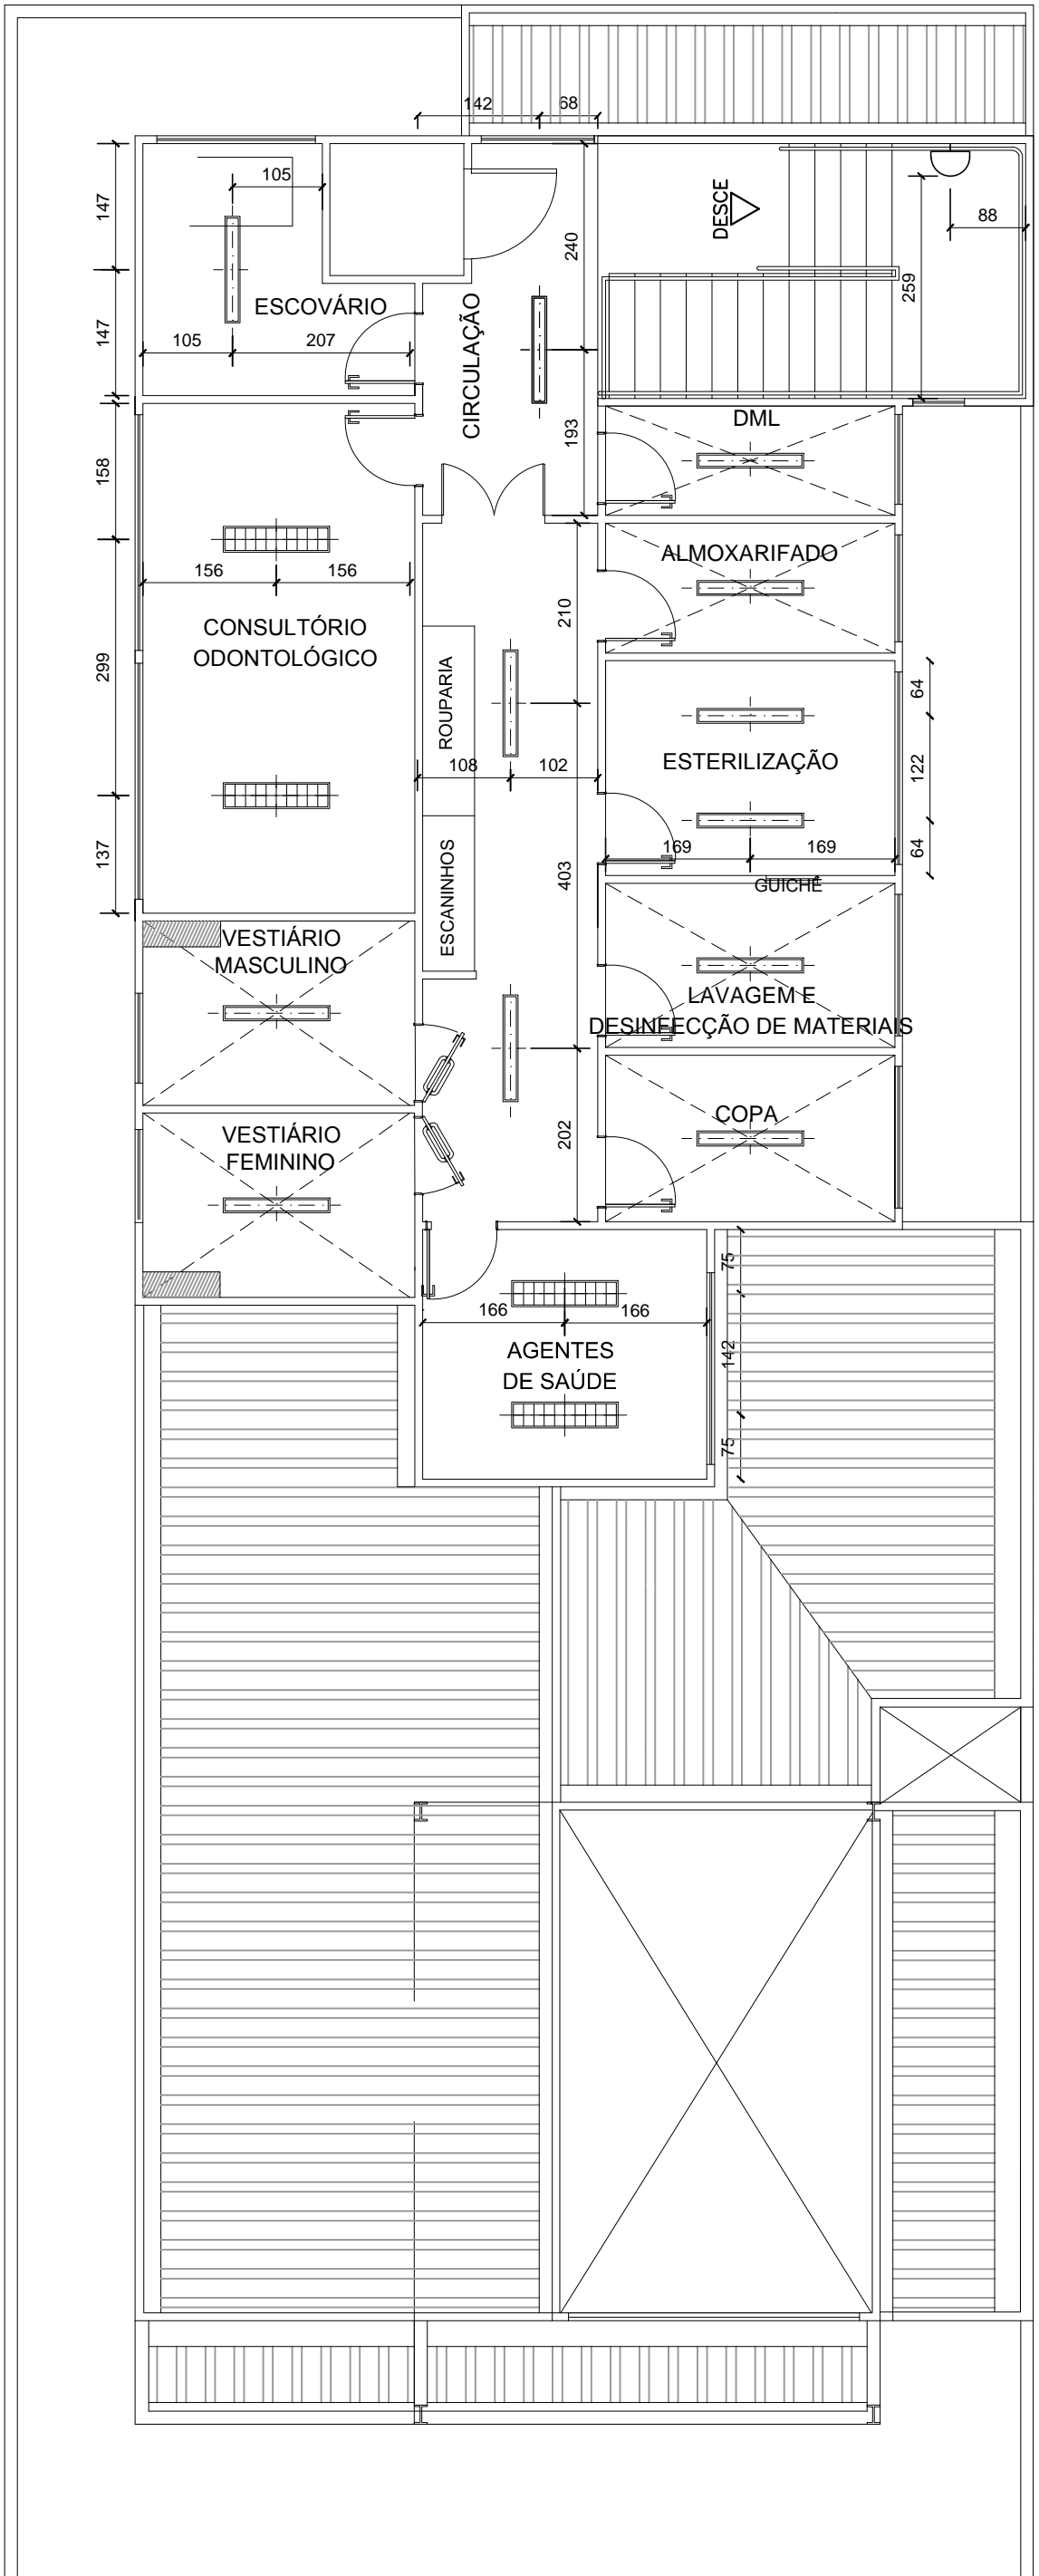 142
68
105
147
DESCE
88
240
259
ESCOVÁRIO
CIRCULAÇÃO
147
105
207
193
DML
158
ALMOXARIFADO
156
156
210
CONSULTÓRIO
ODONTOLÓGICO
299
ROUPARIA
64
108
102
ESTERILIZAÇÃO
122
137
ESCANINHOS
403
169
169
64
GUICHÊ
VESTIÁRIO
MASCULINO
LAVAGEM E
DESINFECÇÃO DE MATERIAIS
COPA
VESTIÁRIO
FEMININO
202
75
166
166
AGENTES
DE SAÚDE
142
75